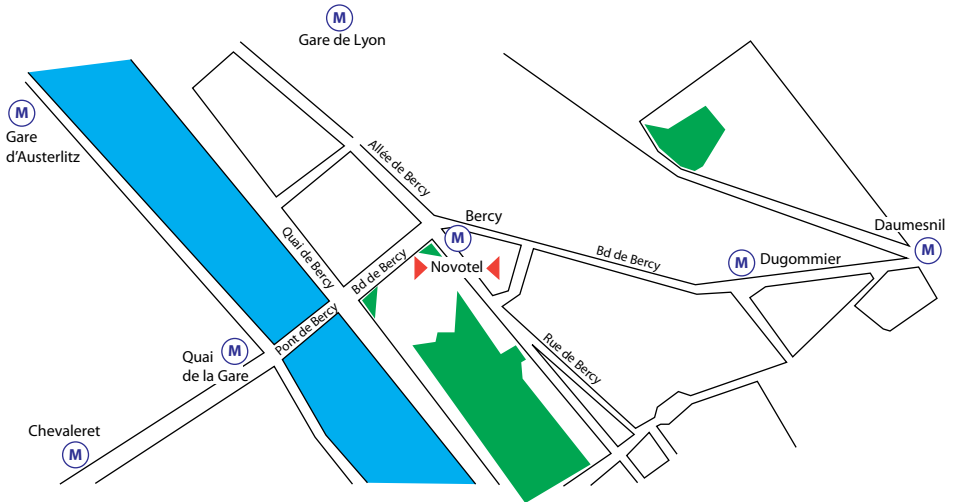 M
Gare de Lyon
M
Gare
d'Austerlitz
Allée de Bercy
Bercy
M
Daumesnil
M
Quai de Bercy
Bd de Bercy
Novotel
Bd de Bercy
M
Dugommier
Pont de Bercy
Rue de Bercy
Quai
de la Gare
M
Chevaleret
M